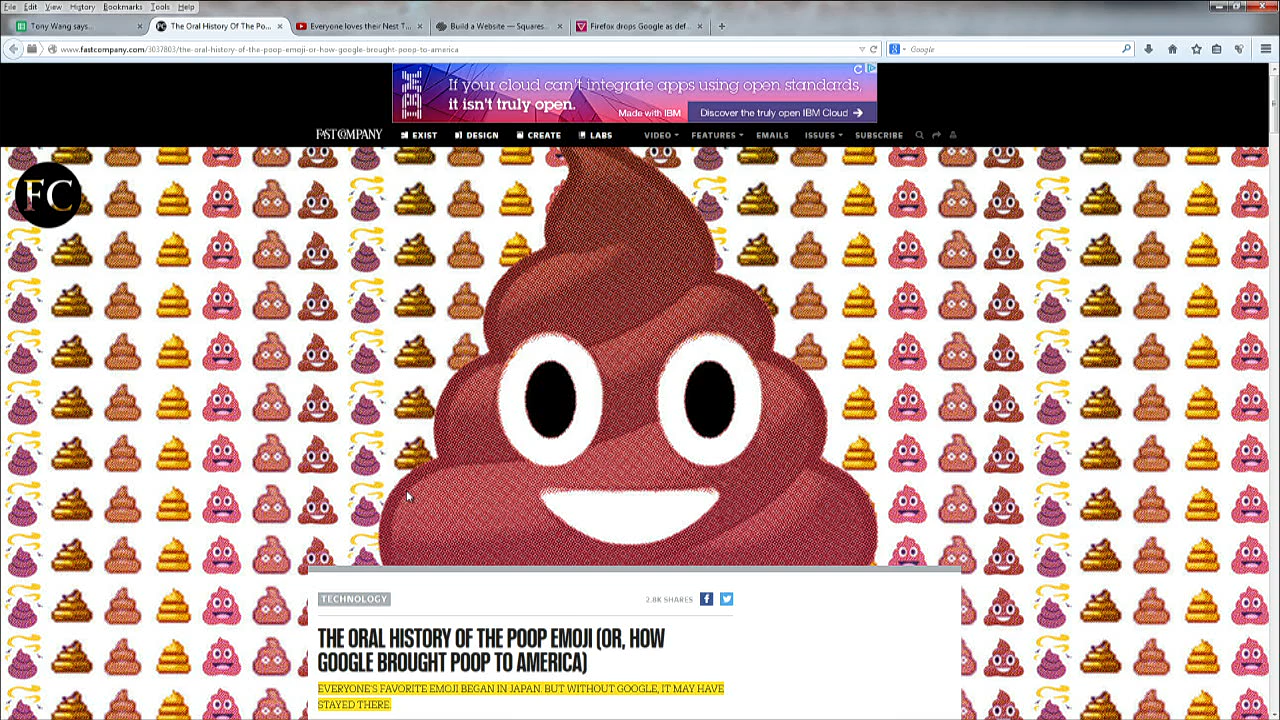 File Edit View History Bookmarks Tools Help
Tony Wang says... The Oral History Of The Po... Everyone loves their Nest T... Build a Website — Squares... Firefox drops Google as def...
www.fastcompany.com/3037803/the-oral-history-of-the-poop-emoji-or-how-google-brought-poop-to-america Google
IBM
If your cloud can't integrate apps using open standards,
it isn't truly open.
Made with IBM Discover the truly open IBM Cloud
FAST COMPANY EXIST DESIGN CREATE LABS VIDEO FEATURES EMAILS ISSUES SUBSCRIBE
FC
TECHNOLOGY 2.8K SHARES
THE ORAL HISTORY OF THE POOP EMOJI (OR, HOW
GOOGLE BROUGHT POOP TO AMERICA)
EVERYONE'S FAVORITE EMOJI BEGAN IN JAPAN. BUT WITHOUT GOOGLE, IT MAY HAVE
STAYED THERE.